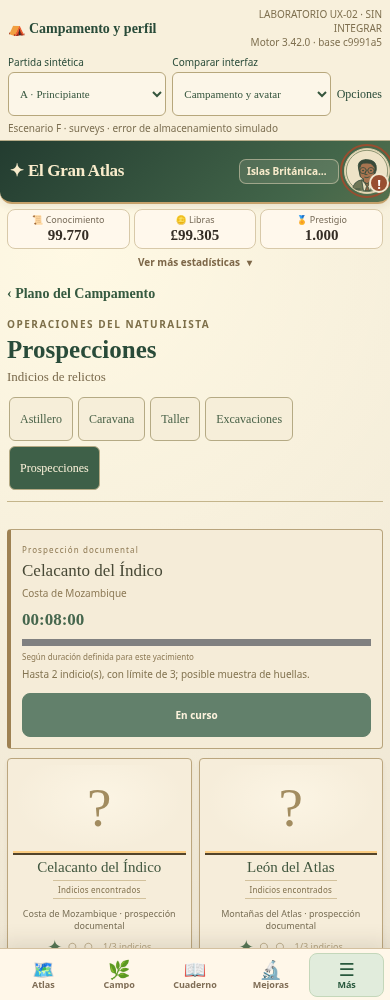 ⛺ Campamento y perfil
LABORATORIO UX-02 · SIN
INTEGRAR
Motor 3.42.0 · base c9991a5
Partida sintética
Comparar interfaz
A · Principiante
Campamento y avatar
Opciones
Escenario F · surveys · error de almacenamiento simulado
✦ El Gran Atlas
Islas Británica...
!
📜 Conocimiento
99.770
🪙 Libras
£99.305
🏅 Prestigio
1.000
Ver más estadísticas ▾
‹ Plano del Campamento
OPERACIONES DEL NATURALISTA
Prospecciones
Indicios de relictos
Astillero
Caravana
Taller
Excavaciones
Prospecciones
Prospección documental
Celacanto del Índico
Costa de Mozambique
00:08:00
Según duración definida para este yacimiento
Hasta 2 indicio(s), con límite de 3; posible muestra de huellas.
En curso
?
Celacanto del Índico
Indicios encontrados
Costa de Mozambique · prospección
documental
✦ ○ ○ 1/3 indicios
?
León del Atlas
Indicios encontrados
Montañas del Atlas · prospección
documental
✦ ○ ○ 1/3 indicios
Atlas
Campo
Cuaderno
Mejoras
☰
Más